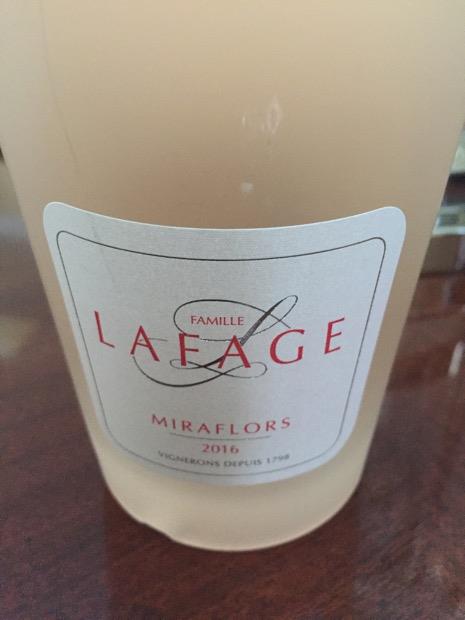 FAMILLE
LAFAGE
MIRAFLORS
2016
VIGNERONS DEPUIS 1798